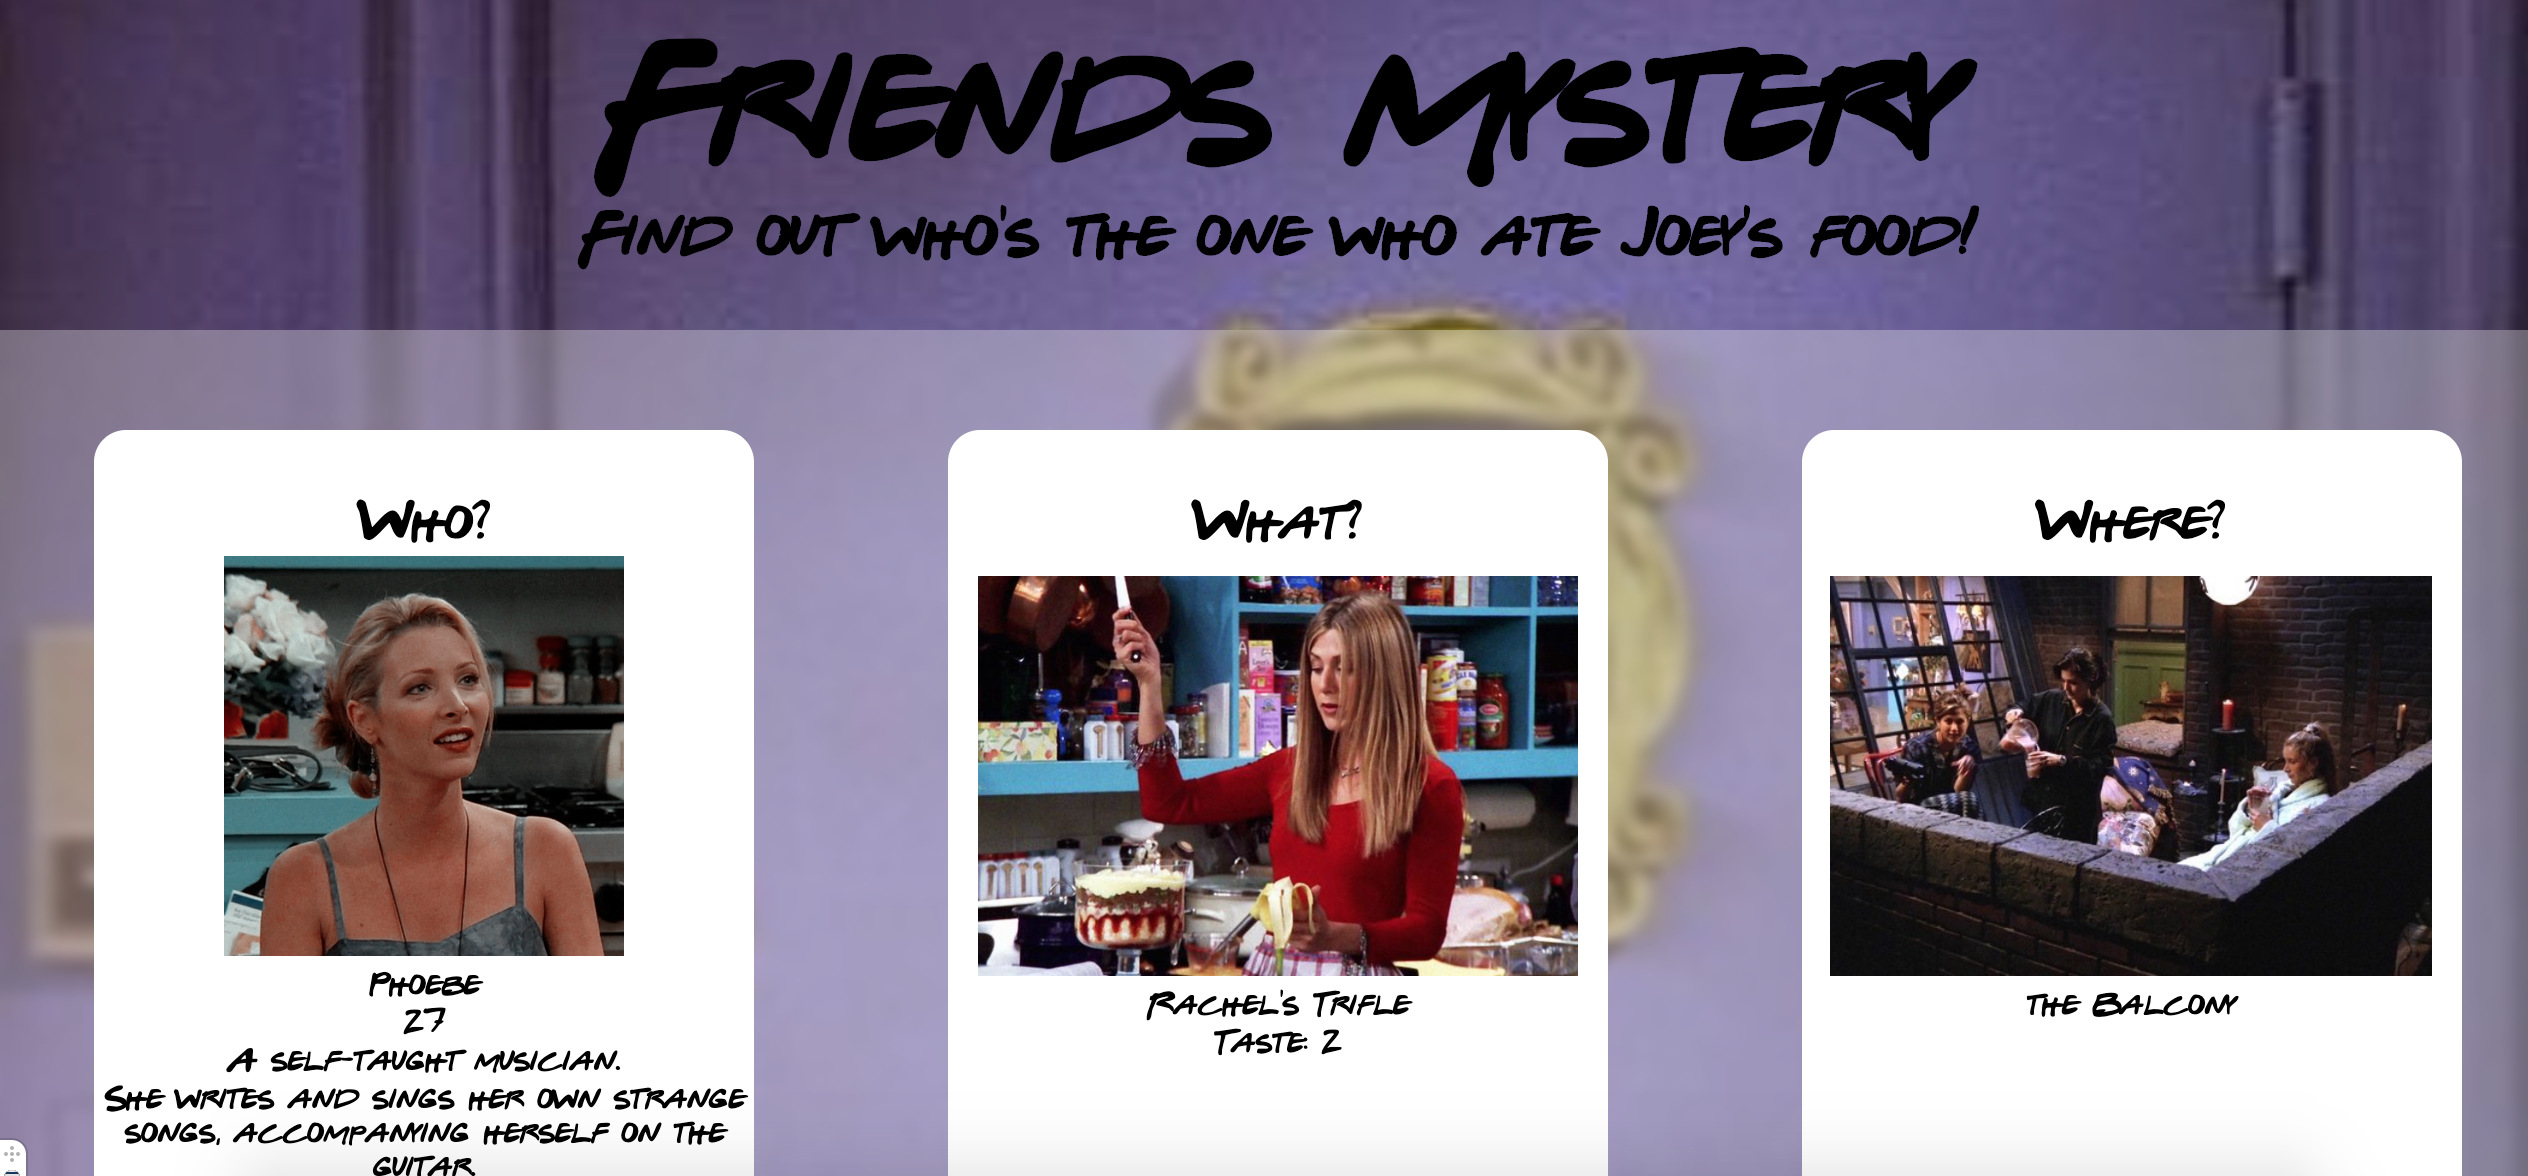 Friends Mystery
Find out who's the one who ate Joey's food!
Who?
Phoebe
27
A self-taught musician.
She writes and sings her own strange
songs, accompanying herself on the
guitar
What?
Rachel's Trifle
Taste: 2
Where?
the Balcony